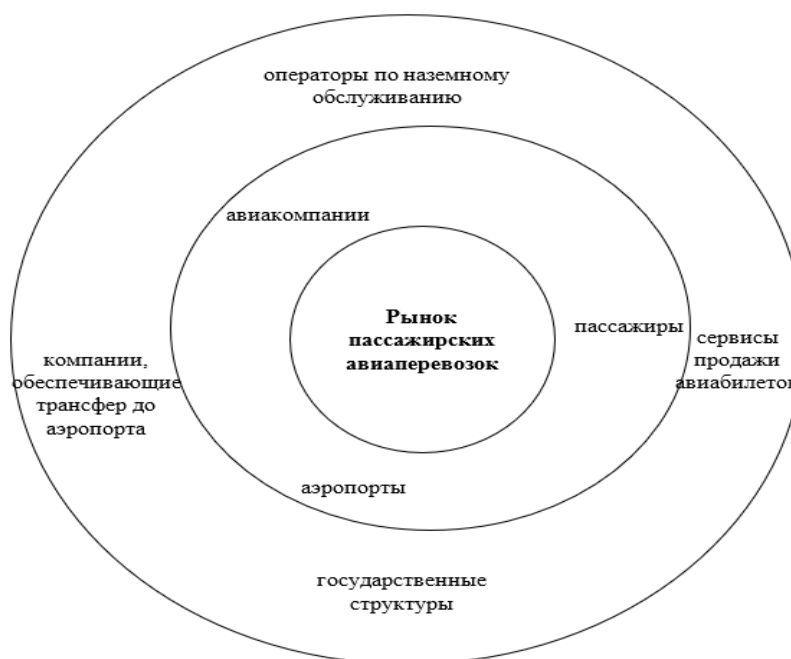 операторы по наземному
обслуживанию
авиакомпании
Рынок
пассажирских
авиаперевозок
пассажиры
сервисы
продажи
авиабилетов
компании,
обеспечивающие
трансфер до
аэропорта
аэропорты
государственные
структуры